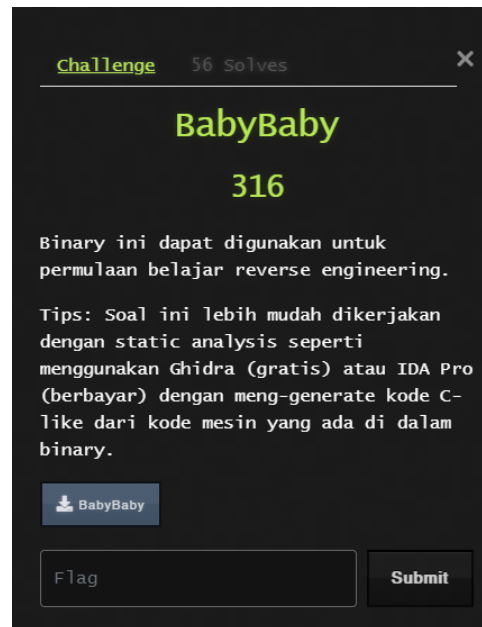 Challenge 56 Solves ×
BabyBaby
316
Binary ini dapat digunakan untuk
permulaan belajar reverse engineering.
Tips: Soal ini lebih mudah dikerjakan
dengan static analysis seperti
menggunakan Ghidra (gratis) atau IDA Pro
(berbayar) dengan meng-generate kode C-
like dari kode mesin yang ada di dalam
binary.
BabyBaby
Flag Submit